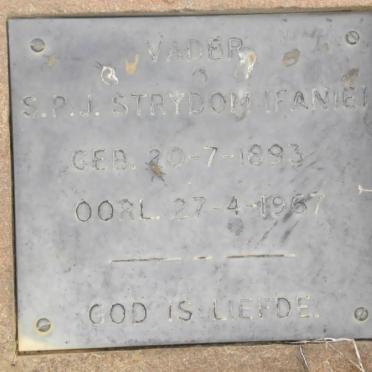 VADER
S.P.J. STRYDOM (FANIE)
GEB. 20-7-1893
OORL. 27-4-1967
GOD IS LIEFDE.